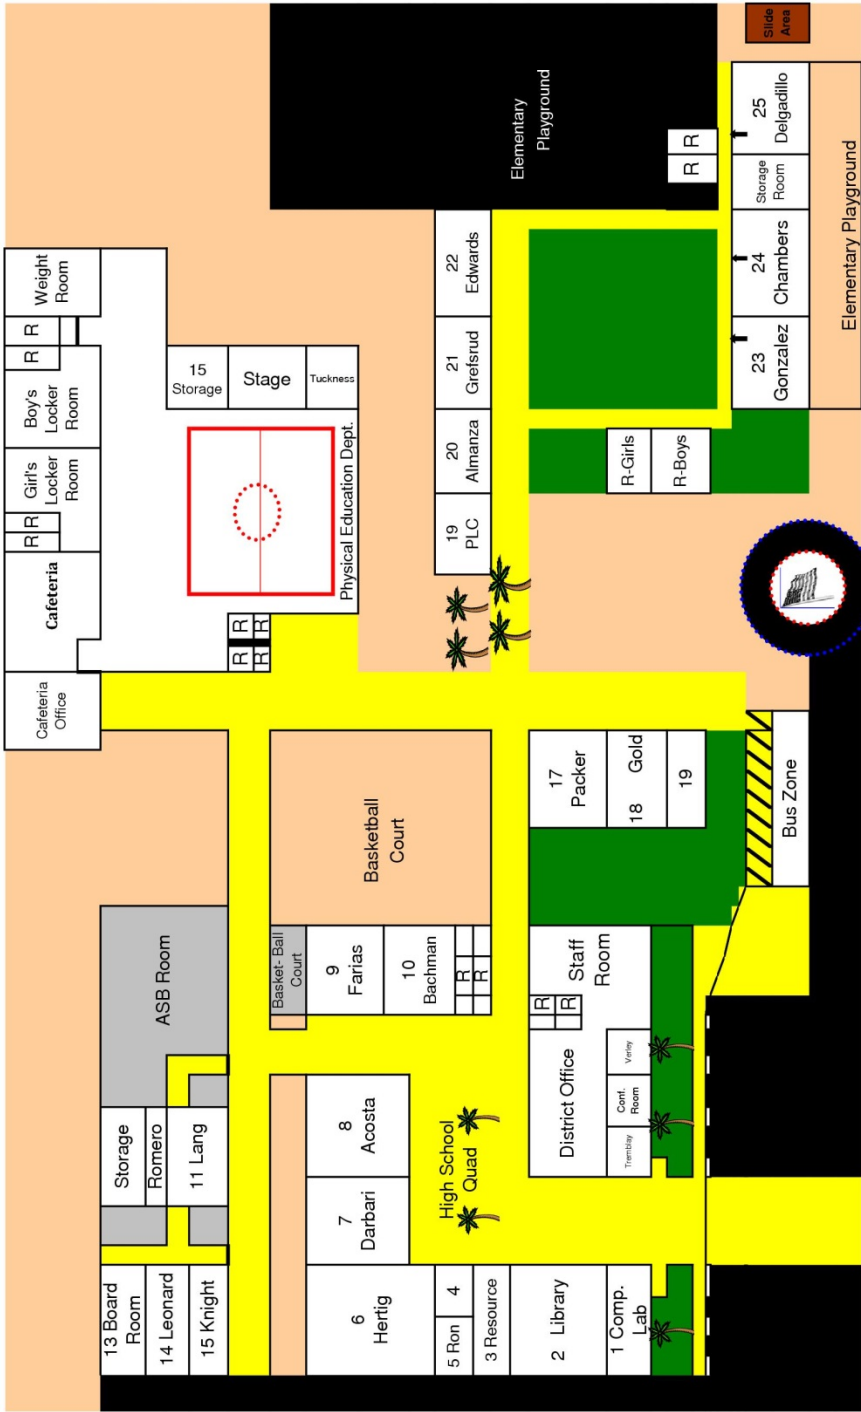 Slide
Area
Elementary
Playground
R
R
25
Delgadillo
Storage
Room
24
Chambers
23
Gonzalez
Elementary Playground
Weight
Room
R
R
Boy's
Locker
Room
Girl's
Locker
Room
R
R
Cafeteria
Cafeteria
Office
15
Storage
Stage
Tuckness
Physical Education Dept.
R
R
R
R
22
Edwards
21
Grefsrud
20
Almanza
19
PLC
R-Girls
R-Boys
17
Packer
Gold
18
19
Bus Zone
Basketball
Court
ASB Room
Basket- Ball
Court
9
Farias
10
Bachman
R
R
Staff
Room
R
R
District Office
Verley
Conf.
Room
Tremblay
Storage
Romero
11 Lang
8
Acosta
7
Darbari
High School
Quad
13 Board
Room
14 Leonard
15 Knight
6
Hertig
4
5 Ron
3 Resource
2 Library
1 Comp.
Lab